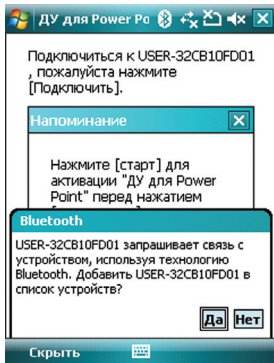 ДУ для Power Po
Подключиться к USER-32CB10FD01
, пожалуйста нажмите
[Подключить].
Напоминание
Нажмите [старт] для
активации "ДУ для Power
Point" перед нажатием
Bluetooth
USER-32CB10FD01 запрашивает связь с
устройством, используя технологию
Bluetooth. Добавить USER-32CB10FD01 в
список устройств?
Да Нет
Скрыть